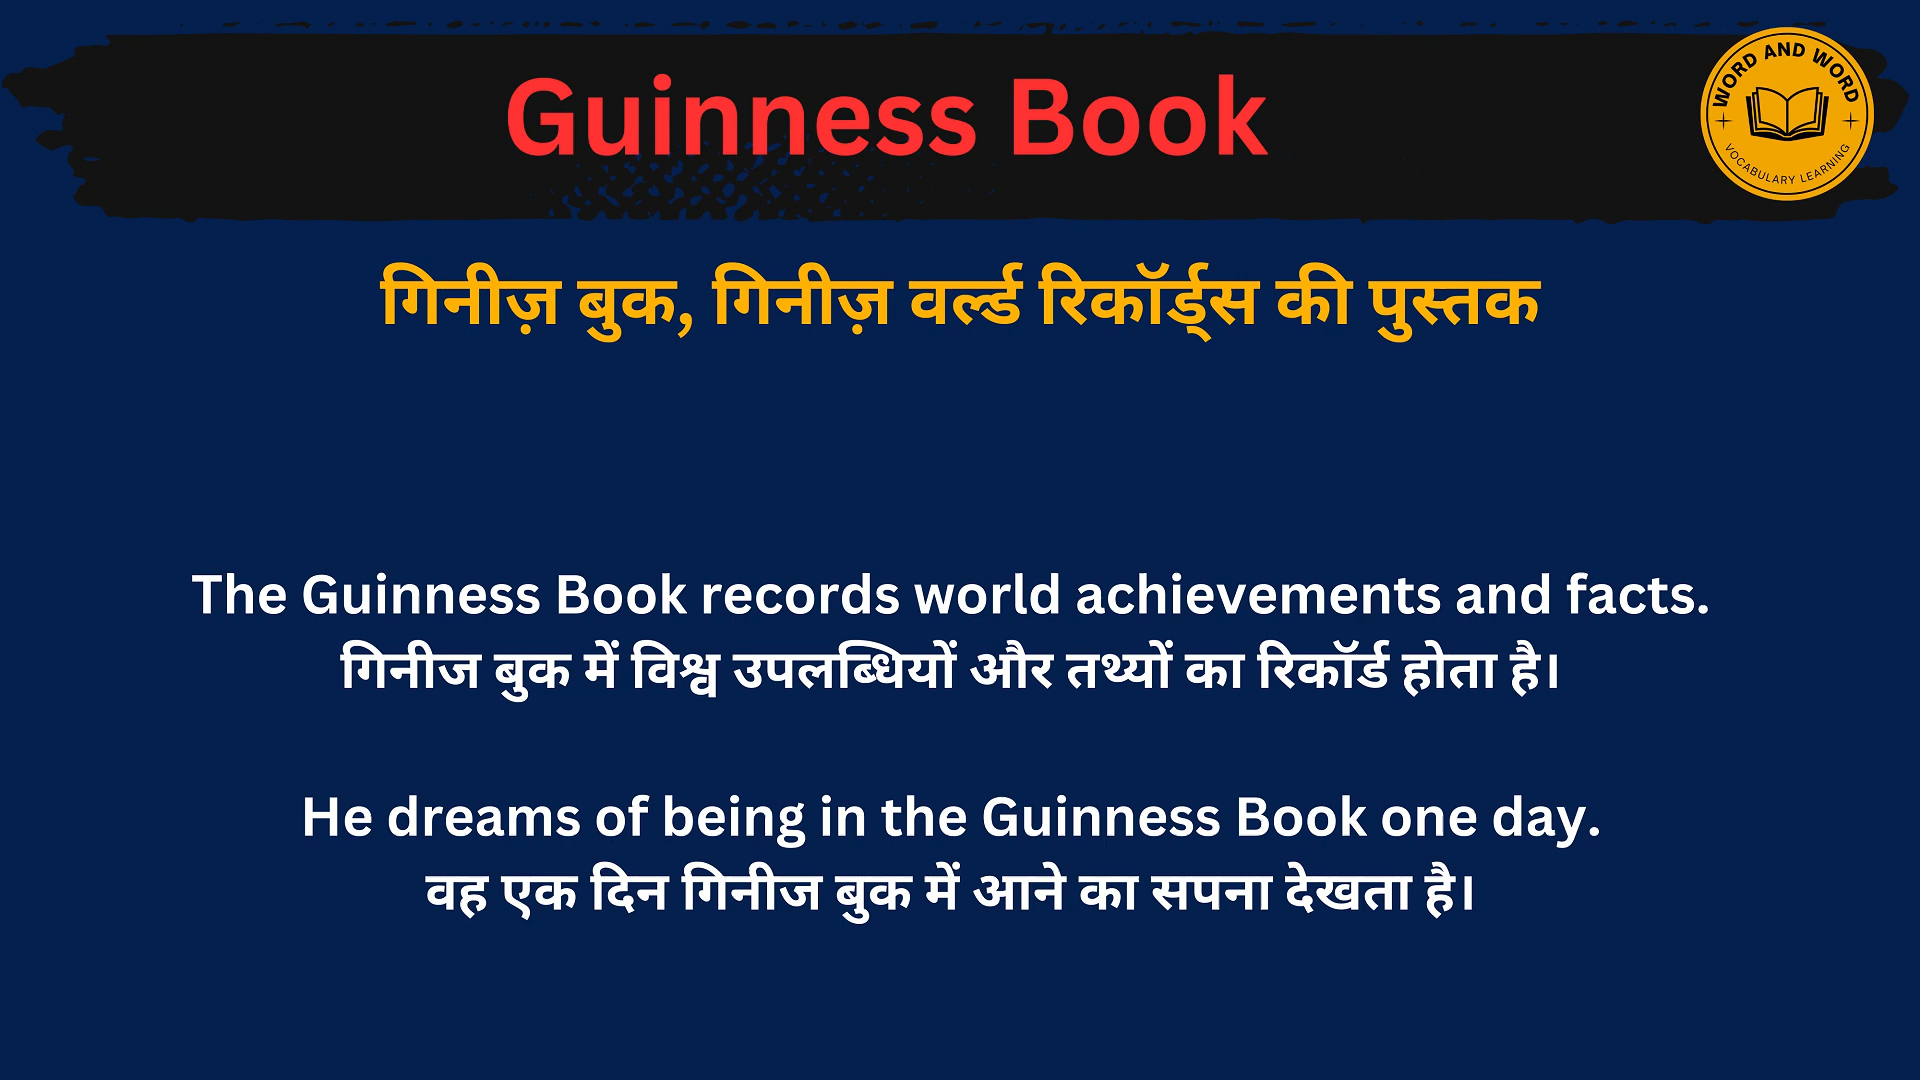 Guinness Book
WORD AND WORD
VOCABULARY LEARNING
गिनीज़ बुक, गिनीज़ वर्ल्ड रिकॉर्ड्स की पुस्तक
The Guinness Book records world achievements and facts.
गिनीज बुक में विश्व उपलब्धियों और तथ्यों का रिकॉर्ड होता है।
He dreams of being in the Guinness Book one day.
वह एक दिन गिनीज बुक में आने का सपना देखता है।